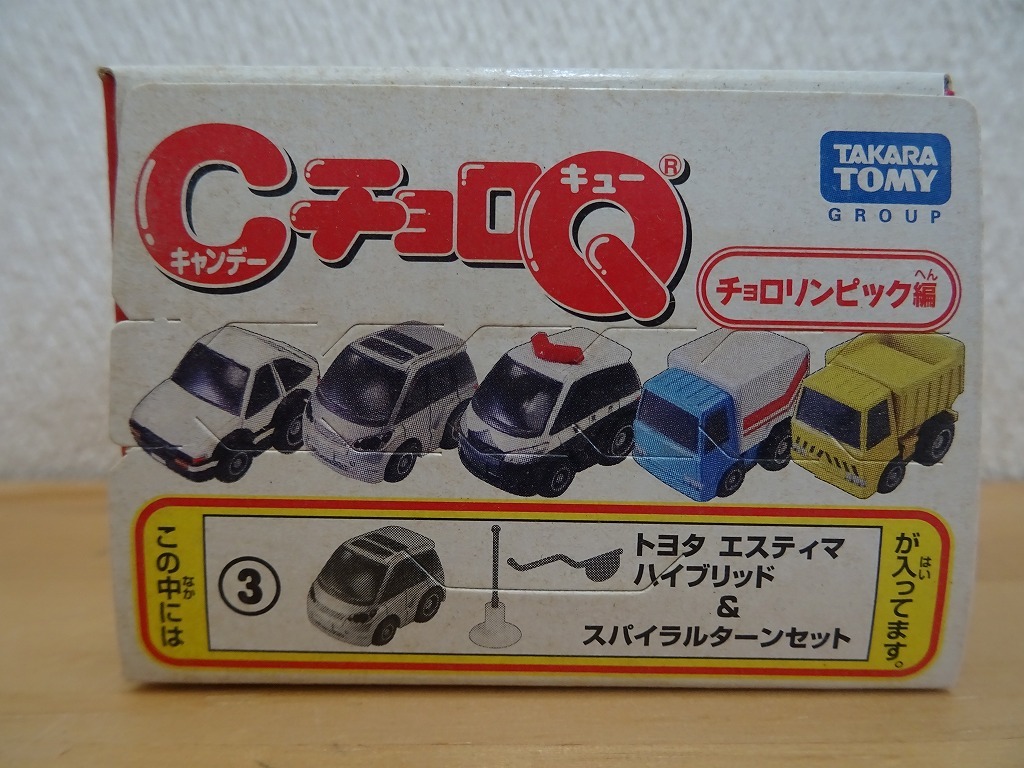 Cチョロ Q®
キャンデー
キュー
TAKARA
TOMY
GROUP
チョロリンピック編
へん
この中には
なか
③
トヨタ エスティマ
ハイブリッド
&
スパイラルターンセット
が入ってます。
はい